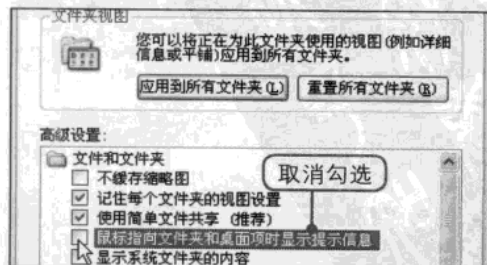 文件夹视图
您可以将正在为此文件夹使用的视图(例如详细
信息或平铺)应用到所有文件夹。
应用到所有文件夹(L)
重置所有文件夹(R)
高级设置:
文件和文件夹
取消勾选
不缓存缩略图
记住每个文件夹的视图设置
使用简单文件共享 (推荐)
鼠标指向文件夹和桌面项时显示提示信息
显示系统文件夹的内容